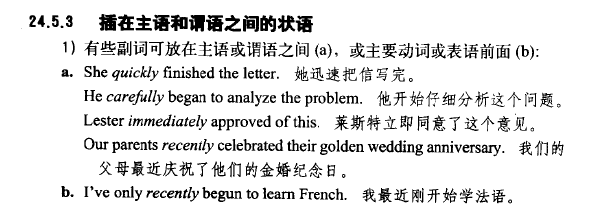 24.5.3 插在主语和谓语之间的状语
1) 有些副词可放在主语或谓语之间 (a)，或主要动词或表语前面 (b):
a. She quickly finished the letter. 她迅速把信写完。
He carefully began to analyze the problem. 他开始仔细分析这个问题。
Lester immediately approved of this. 莱斯特立即同意了这个意见。
Our parents recently celebrated their golden wedding anniversary. 我们的
父母最近庆祝了他们的金婚纪念日。
b. I've only recently begun to learn French. 我最近刚开始学法语。